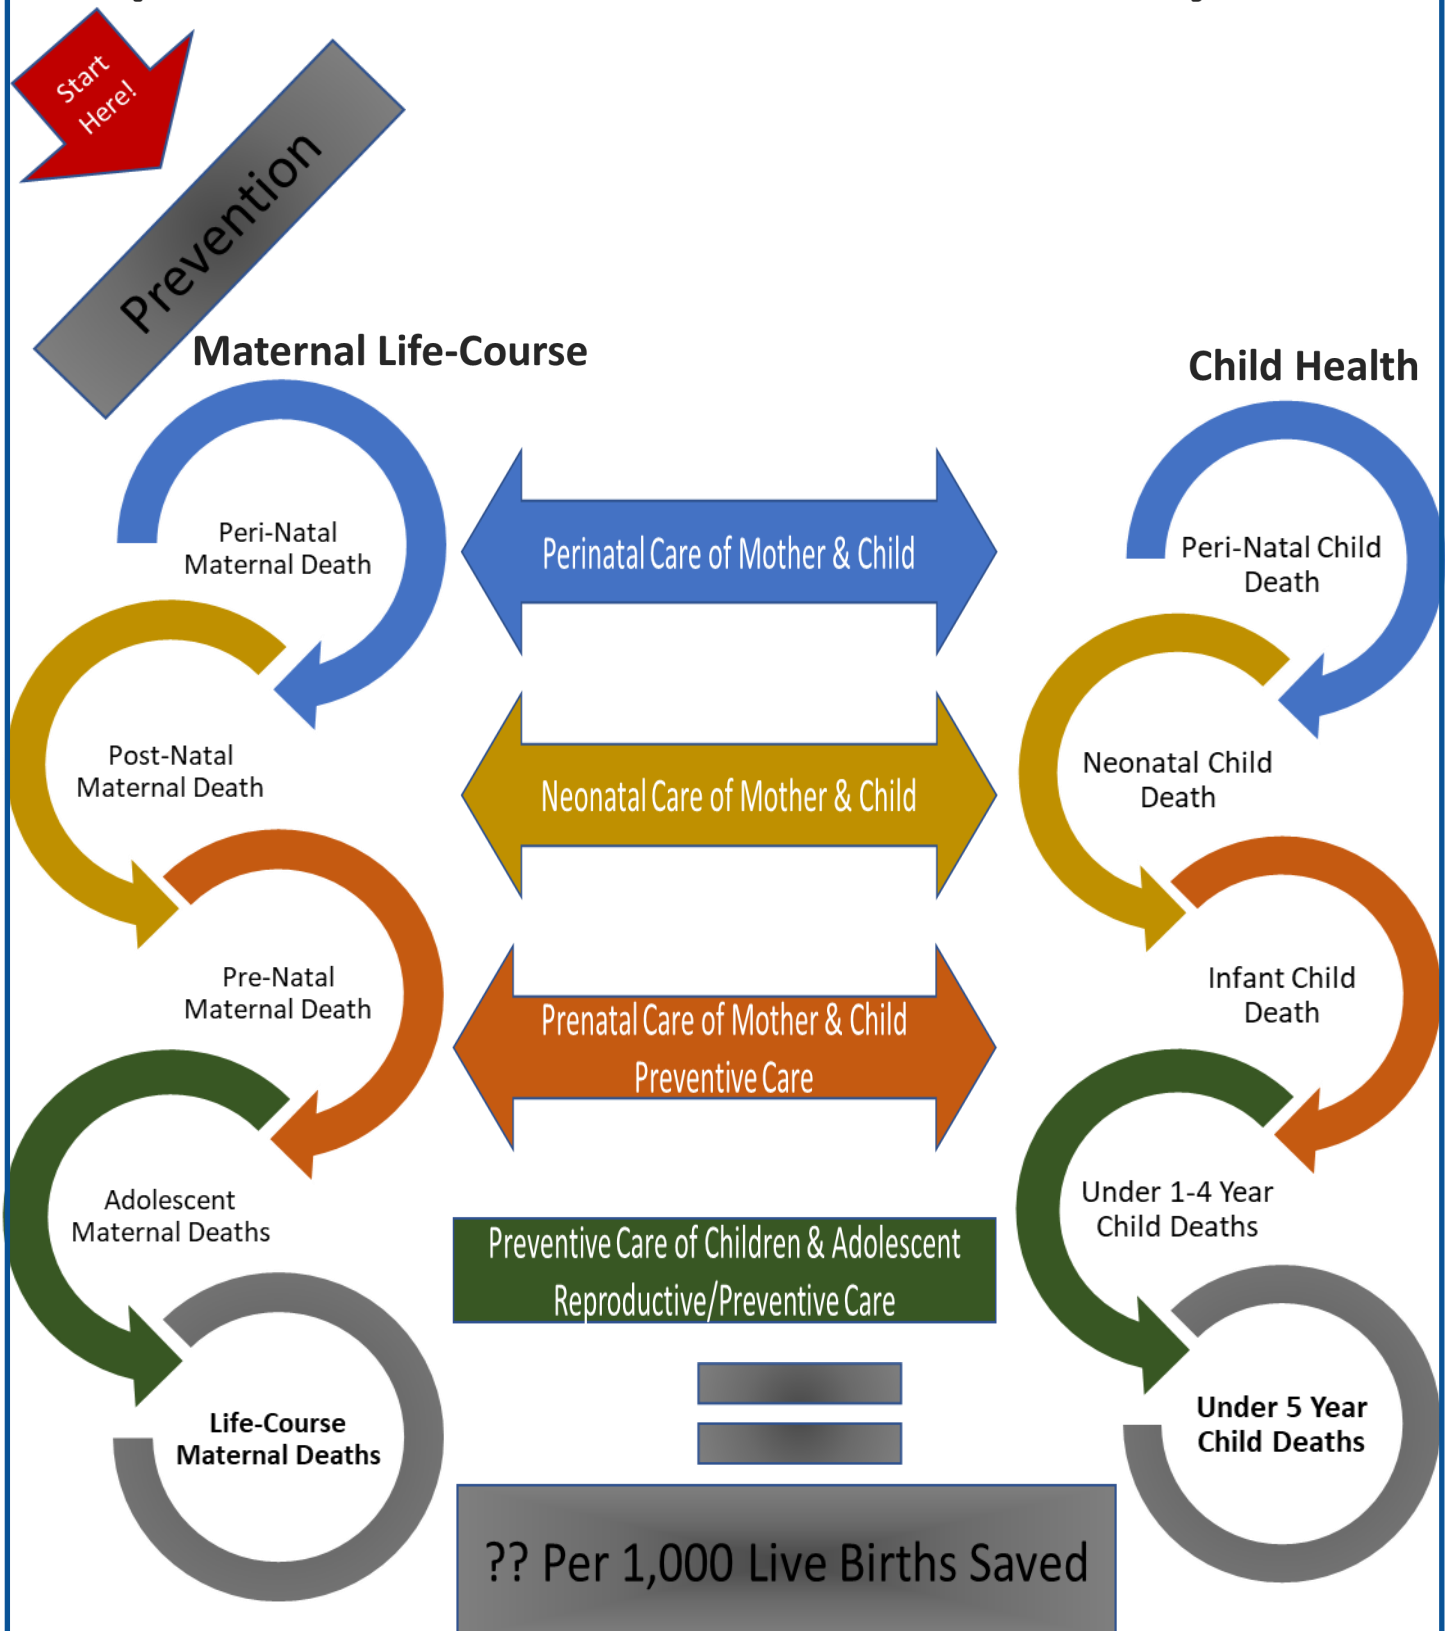 Start
Here!
Prevention
Maternal Life-Course
Child Health
Peri-Natal
Maternal Death
Perinatal Care of Mother & Child
Peri-Natal Child
Death
Post-Natal
Maternal Death
Neonatal Care of Mother & Child
Neonatal Child
Death
Pre-Natal
Maternal Death
Prenatal Care of Mother & Child
Preventive Care
Infant Child
Death
Adolescent
Maternal Deaths
Preventive Care of Children & Adolescent
Reproductive/Preventive Care
Under 1-4 Year
Child Deaths
Life-Course
Maternal Deaths
Under 5 Year
Child Deaths
?? Per 1,000 Live Births Saved